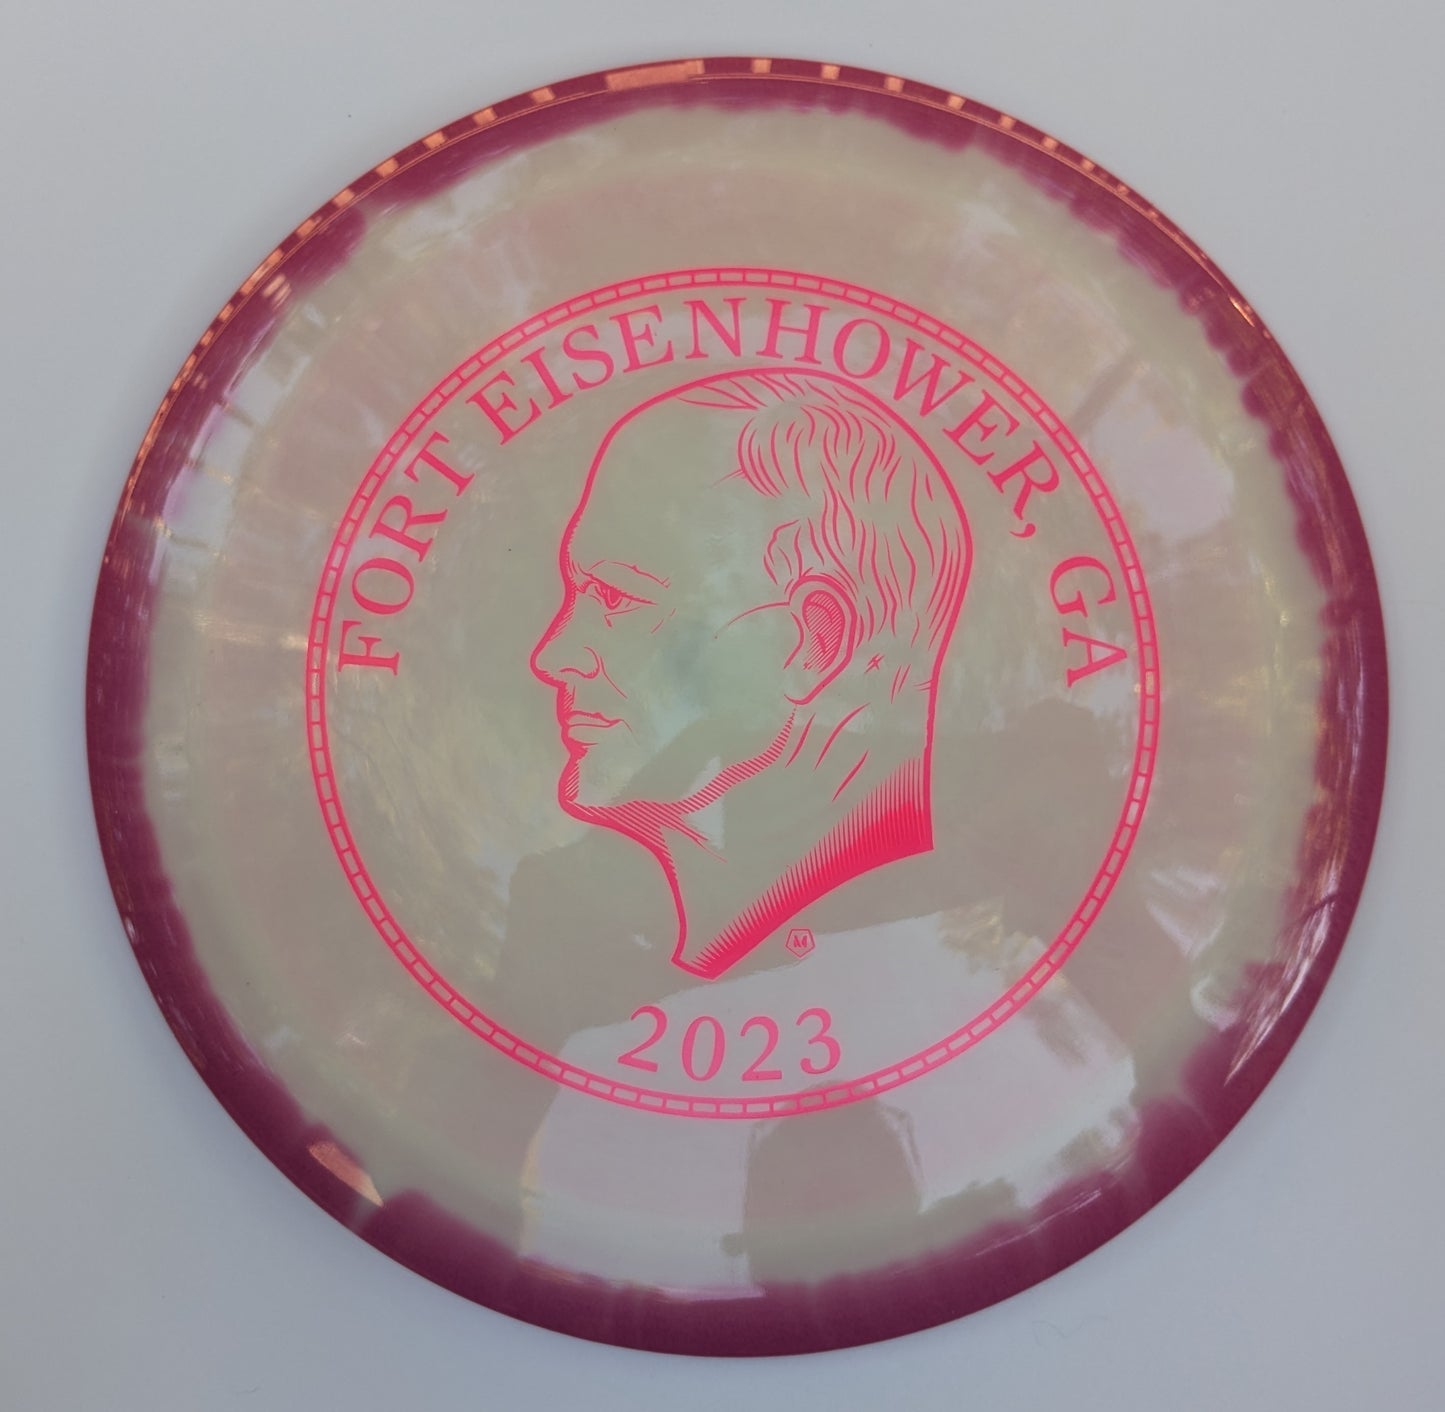 FORT EISENHOWER, GA
2023